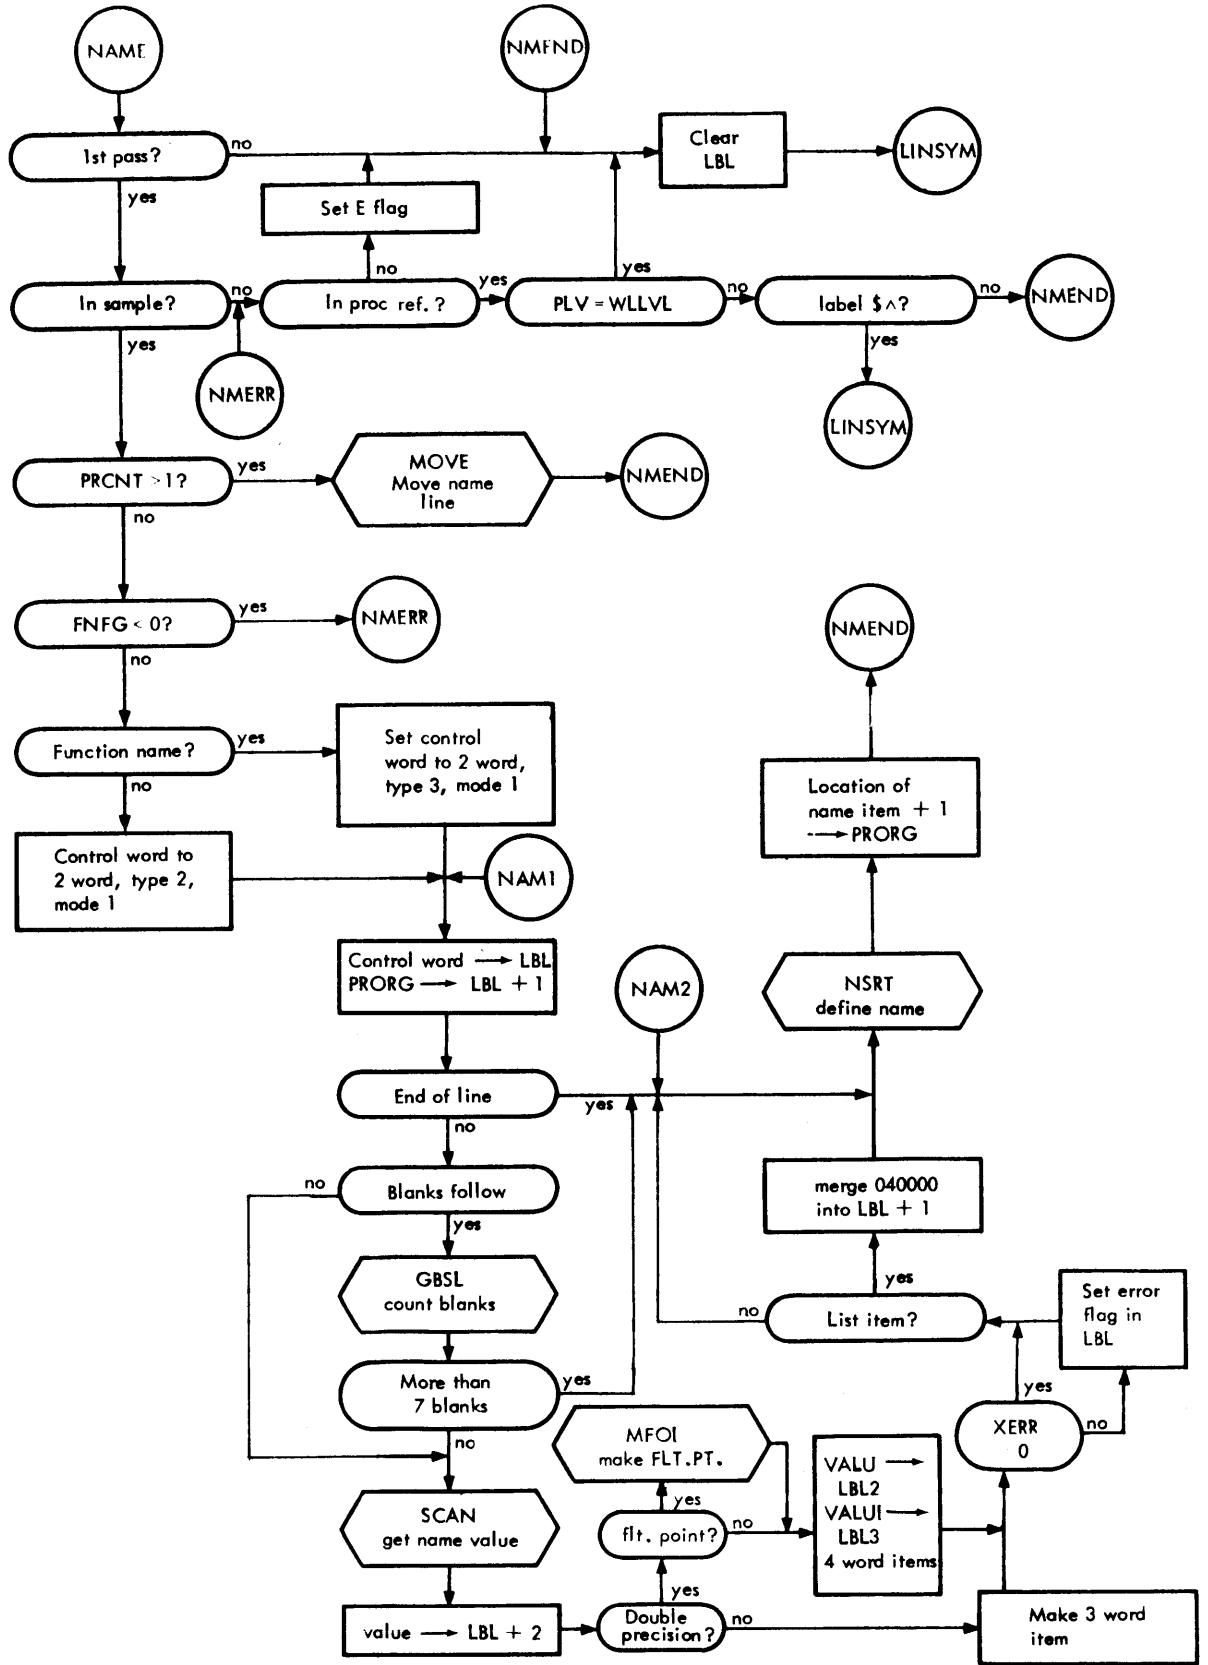 NAME
NMEND
1st pass?
no
Clear
LBL
LINSYM
yes
Set E flag
no
In sample?
no
In proc ref. ?
yes
PLV = WLLVL
yes
no
label $ ^?
no
NMEND
yes
NMERR
yes
LINSYM
PRCNT > 1?
yes
MOVE
Move name
line
NMEND
no
FNFG < 0?
yes
NMERR
no
NMEND
Function name?
yes
Set control
word to 2 word,
type 3, mode 1
no
Location of
name item + 1
→ PRORG
Control word to
2 word, type 2,
mode 1
NAM1
Control word → LBL
PRORG → LBL + 1
NAM2
NSRT
define name
End of line
yes
no
no
Blanks follow
yes
merge 040000
into LBL + 1
GBSL
count blanks
yes
no
List item?
Set error
flag in
LBL
More than
7 blanks
yes
yes
no
MFOI
make FLT.PT.
XERR
0
no
VALU →
LBL2
VALUI →
LBL3
4 word items
SCAN
get name value
yes
flt. point?
no
yes
value → LBL + 2
Double
precision?
no
Make 3 word
item